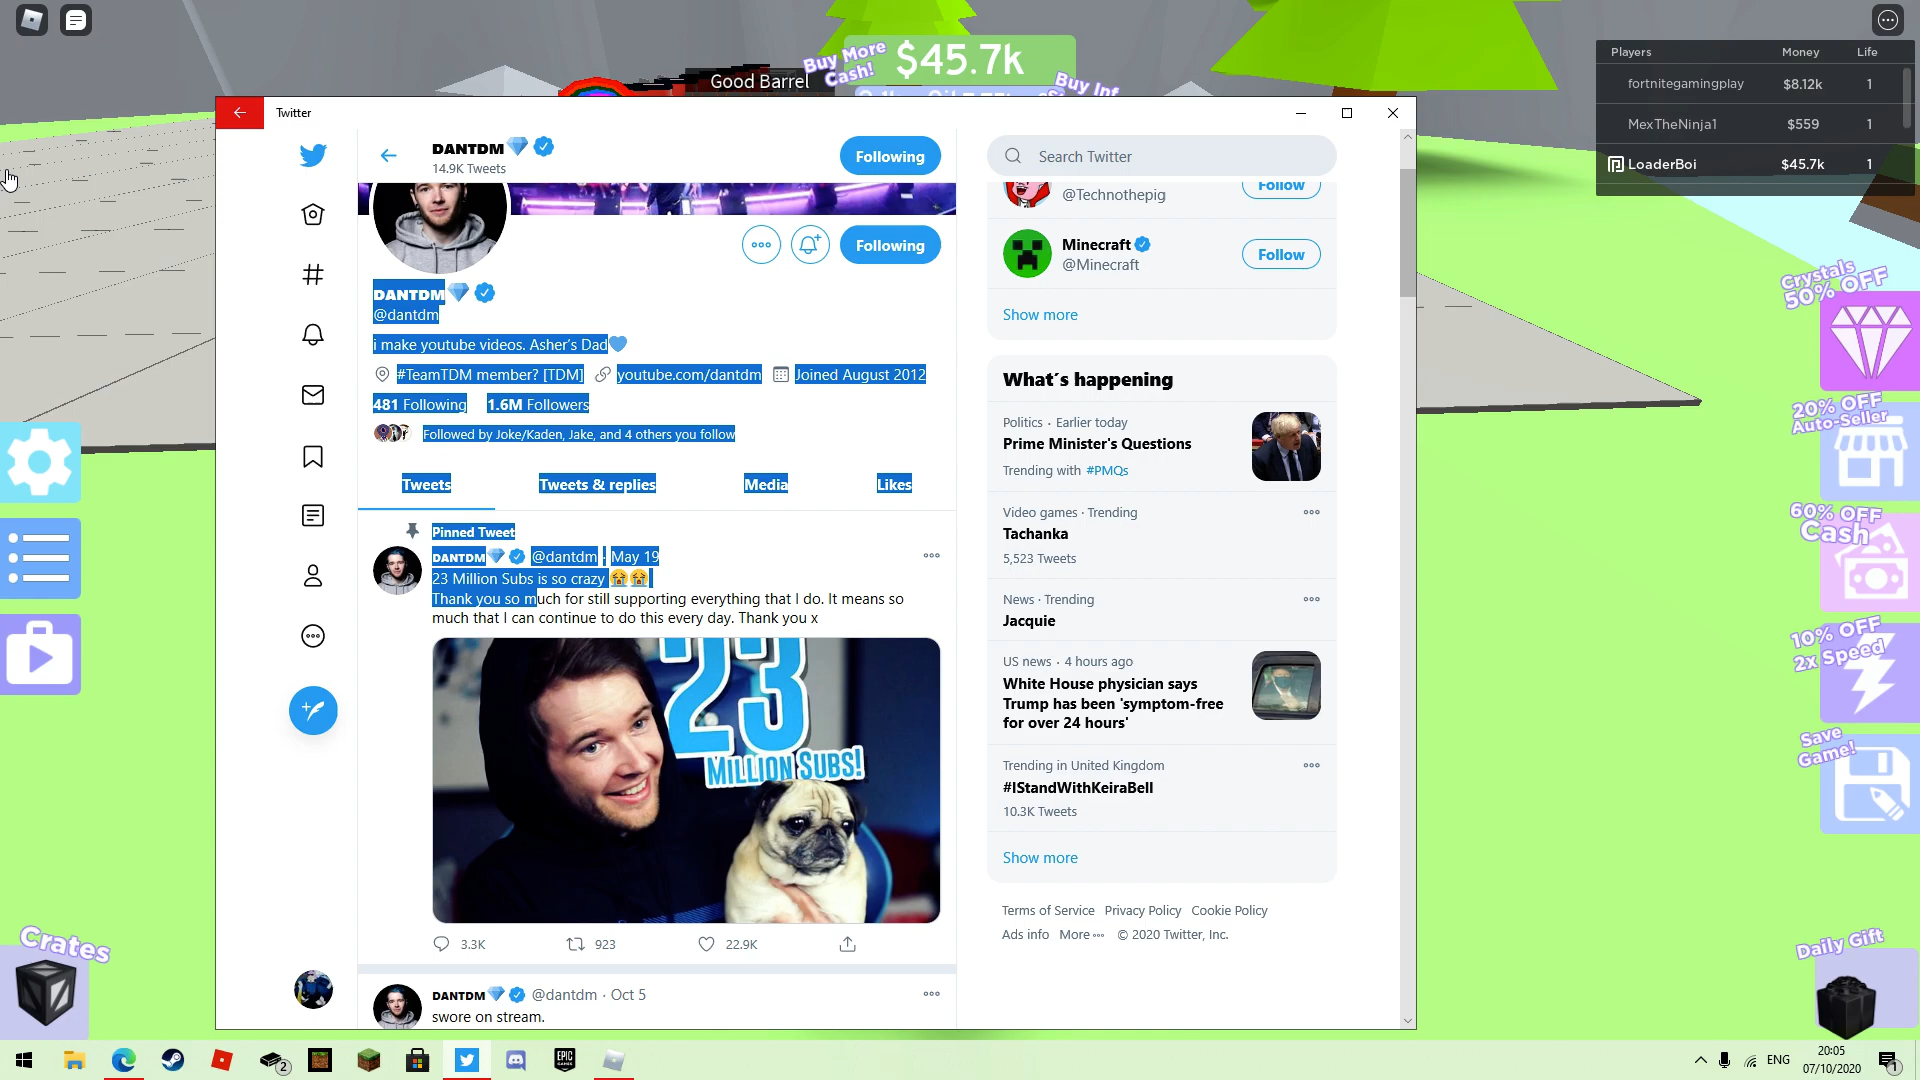 Good Barrel
Buy More
Cash!
$45.7k
Buy Inf
Players Money Life
fortnitegamingplay $8.12k 1
MexTheNinja1 $559 1
LoaderBoi $45.7k 1
Twitter
DANTDM
14.9K Tweets
Following
Following
DANTDM
@dantdm
i make youtube videos. Asher's Dad
#TeamTDM member? [TDM] youtube.com/dantdm Joined August 2012
481 Following 1.6M Followers
Followed by Joke/Kaden, Jake, and 4 others you follow
Tweets Tweets & replies Media Likes
Pinned Tweet
DANTDM @dantdm · May 19
23 Million Subs is so crazy 😭😭
Thank you so much for still supporting everything that I do. It means so
much that I can continue to do this every day. Thank you x
23
MILLION SUBS!
3.3K 923 22.9K
DANTDM @dantdm · Oct 5
swore on stream.
Search Twitter
@Technothepig
Follow
Minecraft
@Minecraft
Follow
Show more
What´s happening
Politics · Earlier today
Prime Minister's Questions
Trending with #PMQs
Video games · Trending
Tachanka
5,523 Tweets
News · Trending
Jacquie
US news · 4 hours ago
White House physician says
Trump has been 'symptom-free
for over 24 hours'
Trending in United Kingdom
#IStandWithKeiraBell
10.3K Tweets
Show more
Terms of Service Privacy Policy Cookie Policy
Ads info More © 2020 Twitter, Inc.
Crystals
50% OFF
20% OFF
Auto-Seller
60% OFF
Cash
10% OFF
2x Speed
Save
Game!
Daily Gift
Crates
2
EPIC
GAMES
ENG
20:05
07/10/2020
1